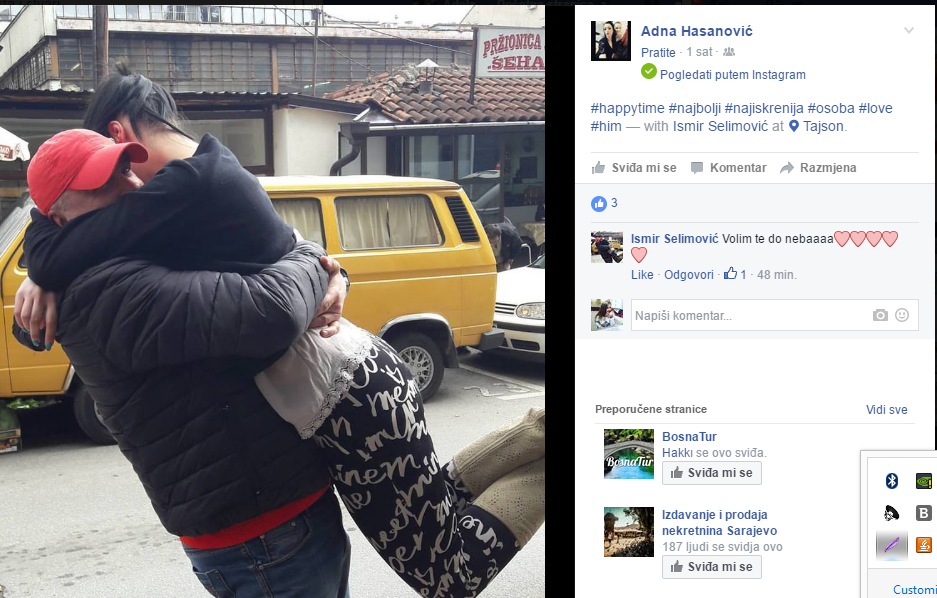 PRŽIONICA
ŠEHA
Adna Hasanović
Pratite · 1 sat ·
Pogledati putem Instagram
#happytime #najbolji #najiskrenija #osoba #love
#him — with Ismir Selimović at Tajson.
Sviđa mi se Komentar Razmjena
3
Ismir Selimović Volim te do nebaaaa
Like · Odgovori · 1 · 48 min.
Napiši komentar...
Preporučene stranice Vidi sve
BosnaTur
BosnaTur
Hakkı se ovo sviđa.
Sviđa mi se
Izdavanje i prodaja
nekretnina Sarajevo
187 ljudi se svidja ovo
Sviđa mi se
B
Customi